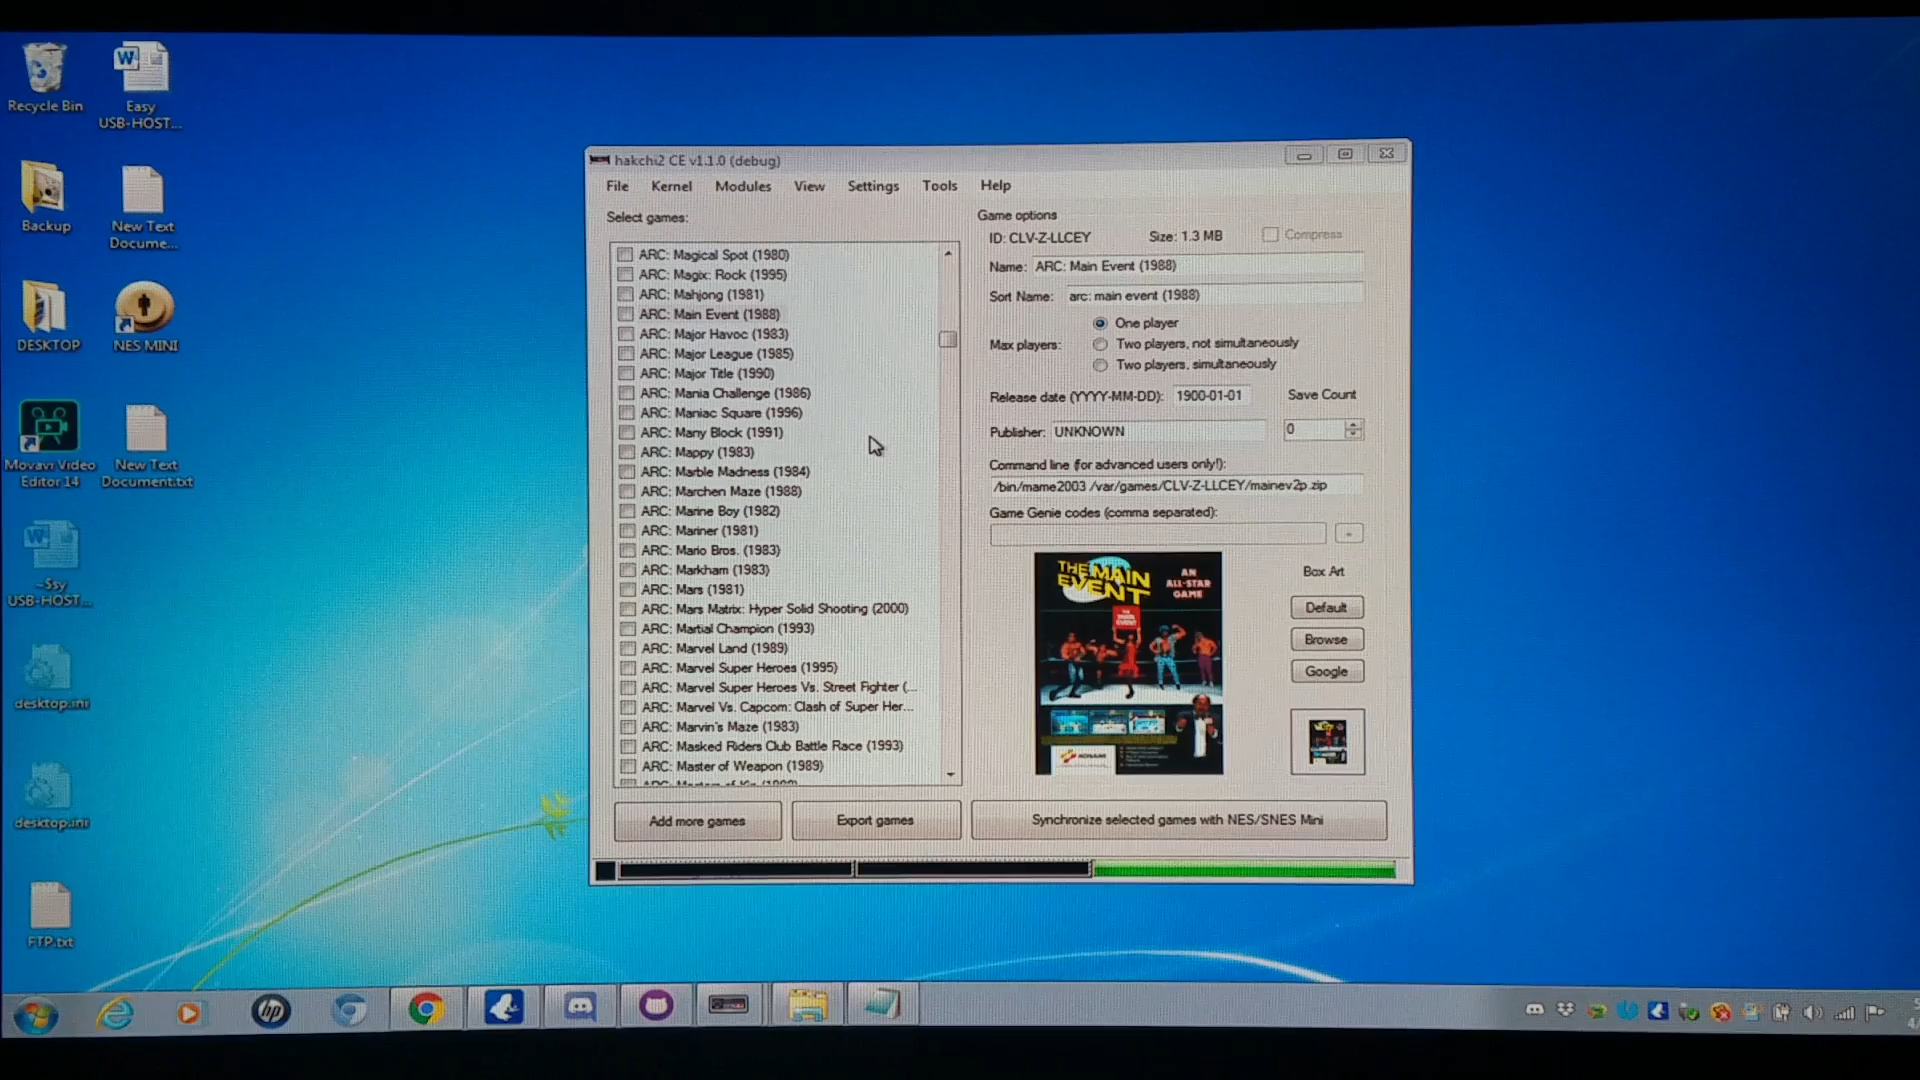 Recycle Bin
Easy
USB-HOST...
Backup
New Text
Docume...
DESKTOP
NES MINI
Movavi Video
Editor 14
New Text
Document.txt
~$sy
USB-HOST...
desktop.ini
desktop.ini
FTP.txt
hakchi2 CE v1.1.0 (debug)
File Kernel Modules View Settings Tools Help
Select games:
ARC: Magical Spot (1980)
ARC: Magix: Rock (1995)
ARC: Mahjong (1981)
ARC: Main Event (1988)
ARC: Major Havoc (1983)
ARC: Major League (1985)
ARC: Major Title (1990)
ARC: Mania Challenge (1986)
ARC: Maniac Square (1996)
ARC: Many Block (1991)
ARC: Mappy (1983)
ARC: Marble Madness (1984)
ARC: Marchen Maze (1988)
ARC: Marine Boy (1982)
ARC: Mariner (1981)
ARC: Mario Bros. (1983)
ARC: Markham (1983)
ARC: Mars (1981)
ARC: Mars Matrix: Hyper Solid Shooting (2000)
ARC: Martial Champion (1993)
ARC: Marvel Land (1989)
ARC: Marvel Super Heroes (1995)
ARC: Marvel Super Heroes Vs. Street Fighter (...
ARC: Marvel Vs. Capcom: Clash of Super Her...
ARC: Marvin's Maze (1983)
ARC: Masked Riders Club Battle Race (1993)
ARC: Master of Weapon (1989)
Game options
ID: CLV-Z-LLCEY Size: 1.3 MB Compress
Name: ARC: Main Event (1988)
Sort Name: arc: main event (1988)
Max players:
One player
Two players, not simultaneously
Two players, simultaneously
Release date (YYYY-MM-DD): 1900-01-01 Save Count
Publisher: UNKNOWN 0
Command line (for advanced users only!):
/bin/mame2003 /var/games/CLV-Z-LLCEY/mainev2p.zip
Game Genie codes (comma separated):
THE MAIN
EVENT
AN
ALL-STAR
GAME
KONAMI
Box Art
Default
Browse
Google
Add more games
Export games
Synchronize selected games with NES/SNES Mini
hp